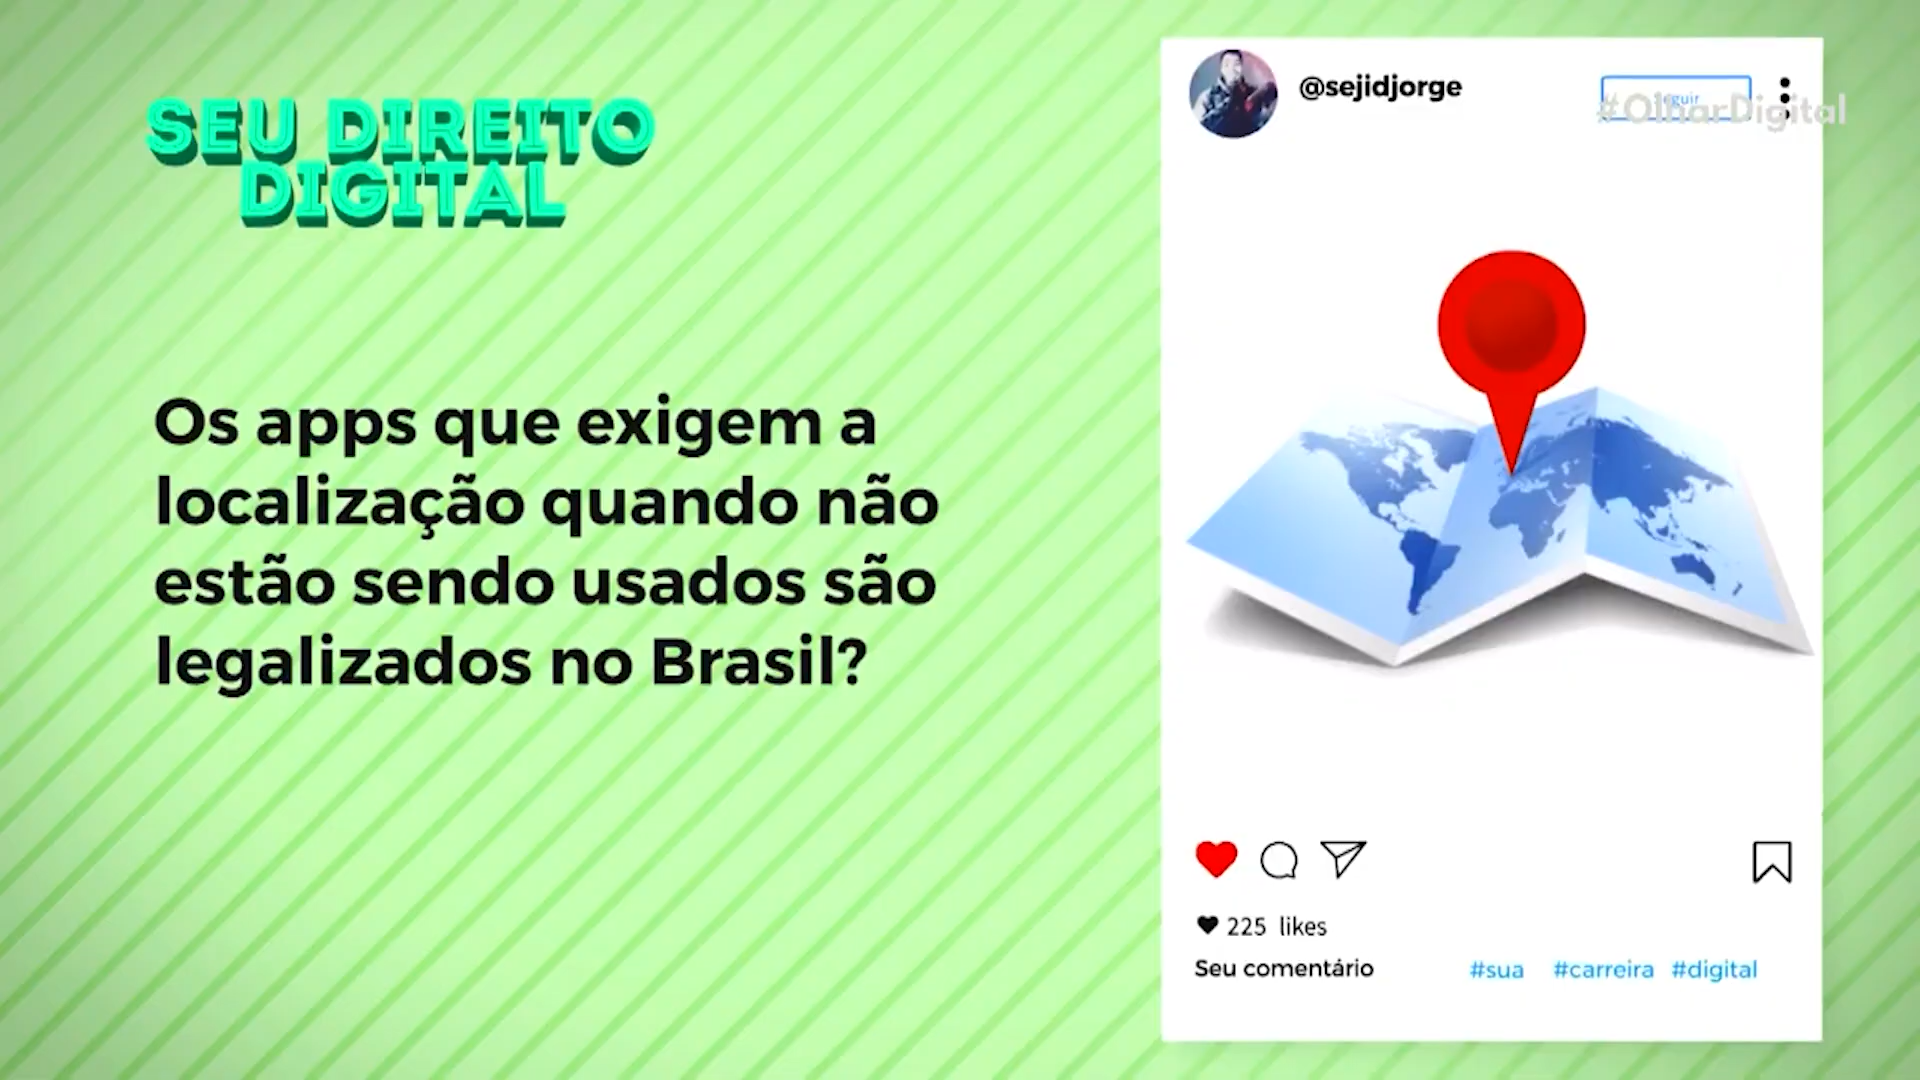 SEU DIREITO
DIGITAL
Os apps que exigem a
localização quando não
estão sendo usados são
legalizados no Brasil?
@sejidjorge
#OlharDigital
225 likes
Seu comentário #sua #carreira #digital